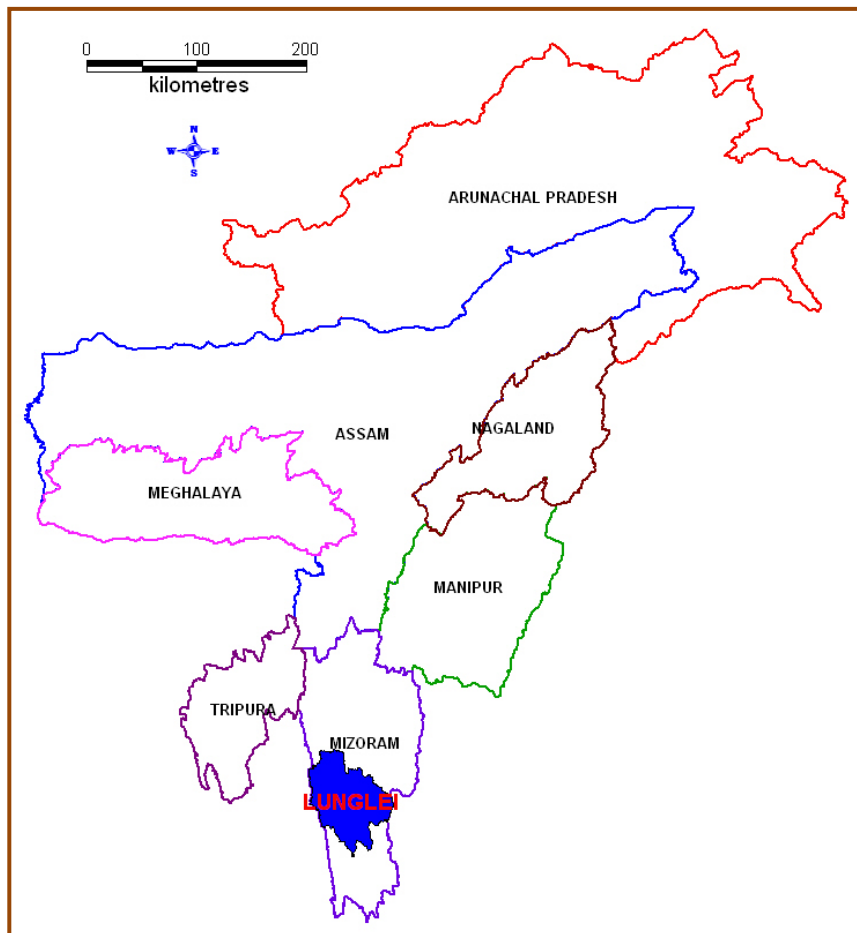 0 100 200
kilometres
N
W E
S
ARUNACHAL PRADESH
NAGALAND
ASSAM
MEGHALAYA
MANIPUR
TRIPURA
MIZORAM
LUNGLEI